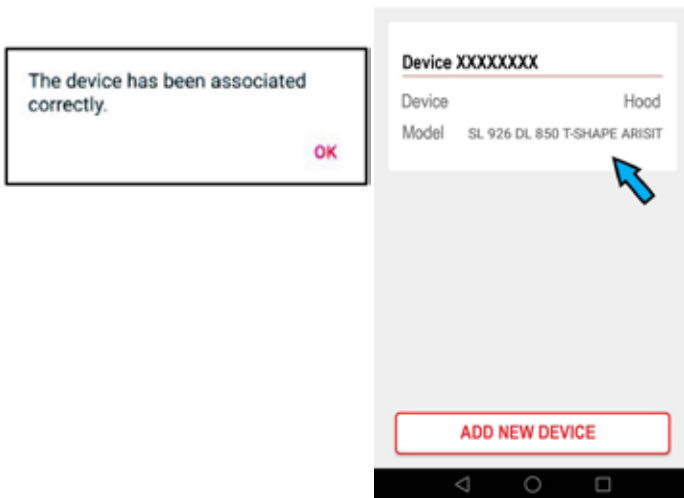 The device has been associated
correctly.
OK
Device XXXXXXXX
Device Hood
Model SL 926 DL 850 T-SHAPE ARISIT
ADD NEW DEVICE